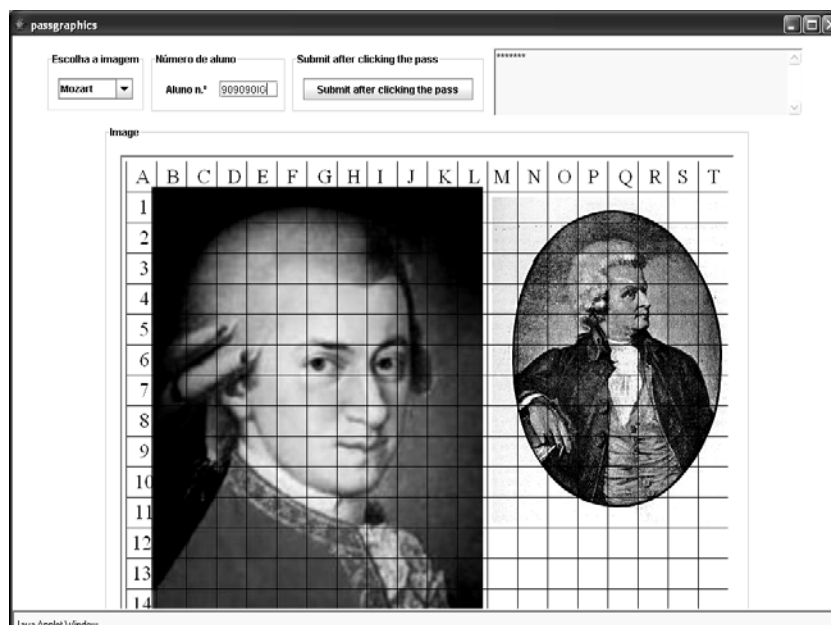 passgraphics
Escolha a imagem
Número de aluno
Submit after clicking the pass
*******
Mozart
Aluno n.º
Submit after clicking the pass
Image
A B C D E F G H I J K L M N O P Q R S T
1
2
3
4
5
6
7
8
9
10
11
12
13
14
Java Applet Window